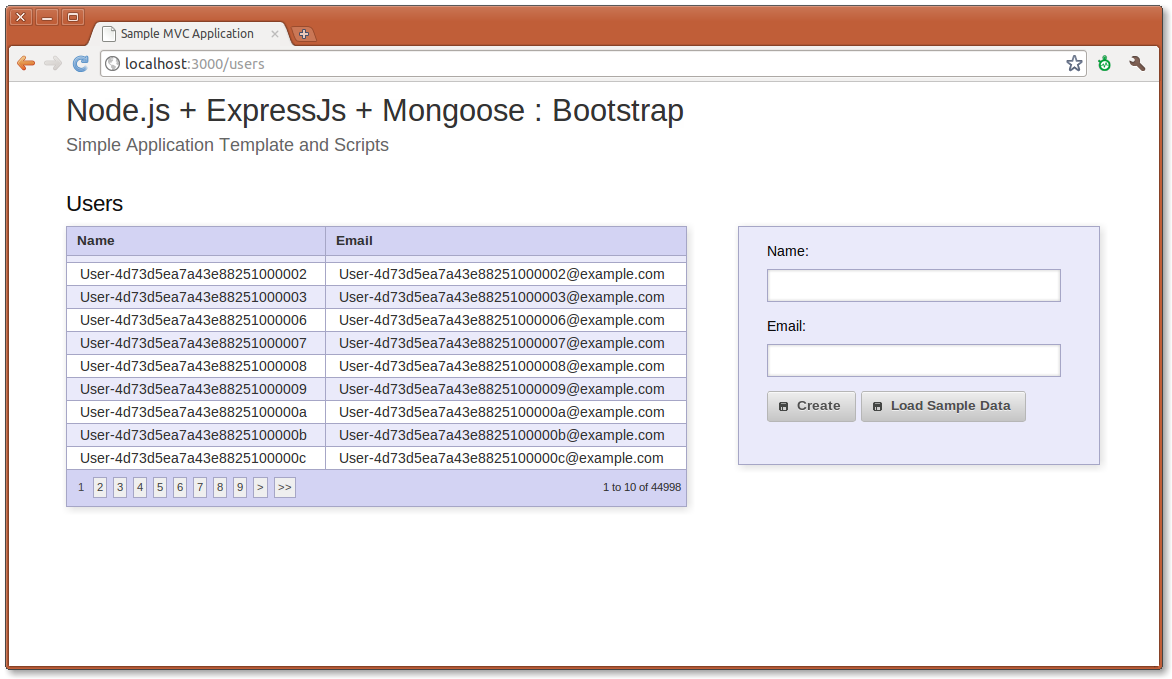 Sample MVC Application
localhost:3000/users
Node.js + ExpressJs + Mongoose : Bootstrap
Simple Application Template and Scripts
Users
Name Email
User-4d73d5ea7a43e88251000002 User-4d73d5ea7a43e88251000002@example.com
User-4d73d5ea7a43e88251000003 User-4d73d5ea7a43e88251000003@example.com
User-4d73d5ea7a43e88251000006 User-4d73d5ea7a43e88251000006@example.com
User-4d73d5ea7a43e88251000007 User-4d73d5ea7a43e88251000007@example.com
User-4d73d5ea7a43e88251000008 User-4d73d5ea7a43e88251000008@example.com
User-4d73d5ea7a43e88251000009 User-4d73d5ea7a43e88251000009@example.com
User-4d73d5ea7a43e8825100000a User-4d73d5ea7a43e8825100000a@example.com
User-4d73d5ea7a43e8825100000b User-4d73d5ea7a43e8825100000b@example.com
User-4d73d5ea7a43e8825100000c User-4d73d5ea7a43e8825100000c@example.com
1 2 3 4 5 6 7 8 9 > >> 1 to 10 of 44998
Name:
Email:
Create Load Sample Data